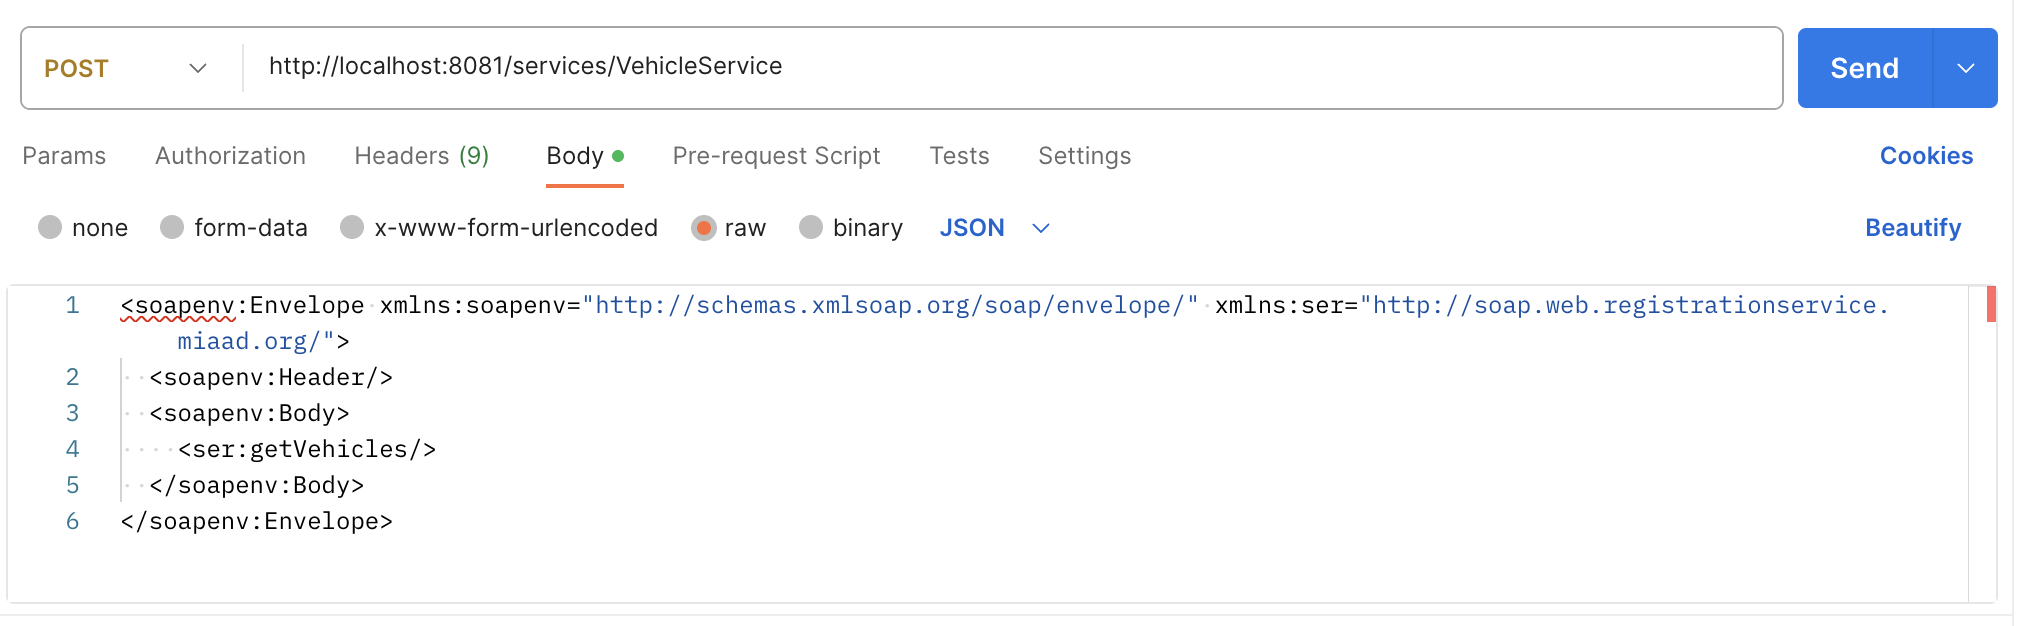 POST http://localhost:8081/services/VehicleService Send
Params Authorization Headers (9) Body Pre-request Script Tests Settings Cookies
none form-data x-www-form-urlencoded raw binary JSON Beautify
1 <soapenv:Envelope xmlns:soapenv="http://schemas.xmlsoap.org/soap/envelope/" xmlns:ser="http://soap.web.registrationservice.
miaad.org/">
2 <soapenv:Header/>
3 <soapenv:Body>
4 <ser:getVehicles/>
5 </soapenv:Body>
6 </soapenv:Envelope>